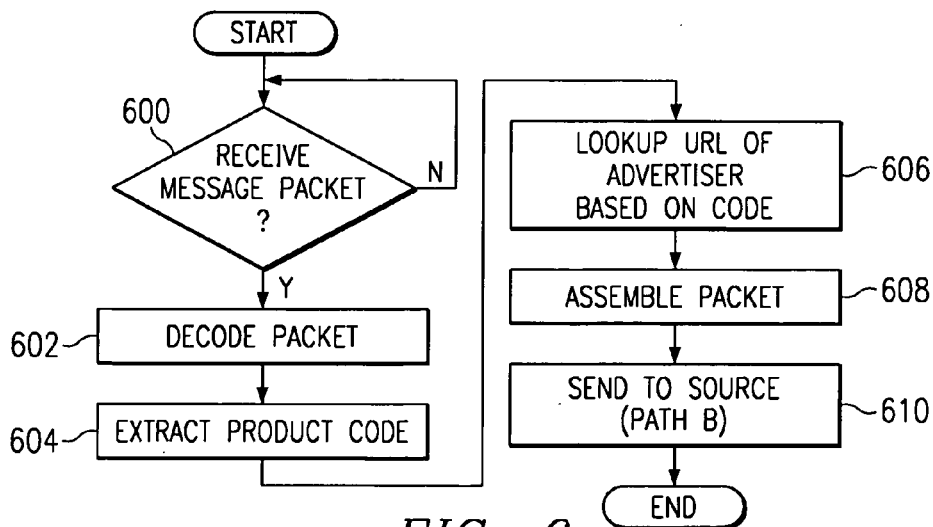 START
600
RECEIVE
MESSAGE PACKET
?
N
Y
602
DECODE PACKET
604
EXTRACT PRODUCT CODE
LOOKUP URL OF
ADVERTISER
BASED ON CODE
606
ASSEMBLE PACKET
608
SEND TO SOURCE
(PATH B)
610
END
FIG.